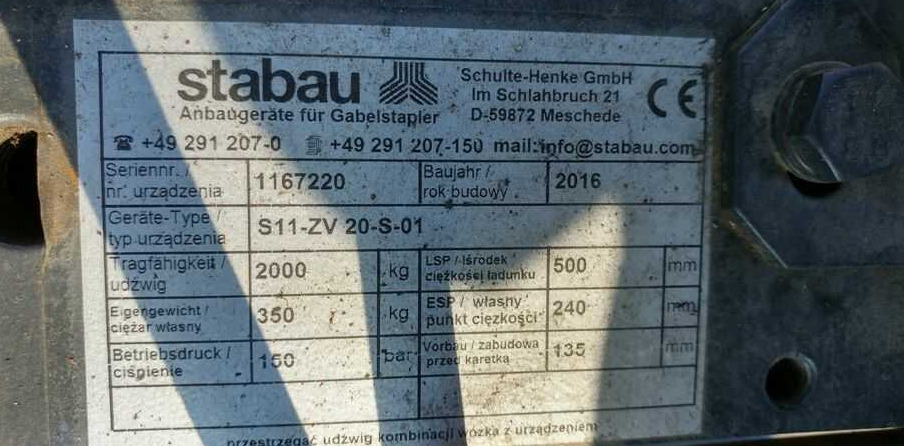 stabau
Schulte-Henke GmbH
Im Schlahbruch 21
D-59872 Meschede
CE
Anbaugeräte für Gabelstapler
☎ +49 291 207-0 +49 291 207-150 mail:info@stabau.com
Seriennr. /
nr. urządzenia
1167220
Baujahr /
rok budowy
2016
Geräte-Type /
typ urządzenia
S11-ZV 20-S-01
Tragfähigkeit /
udźwig
2000 kg
LSP / lśrodek
ciężkości ładunku
500 mm
Eigengewicht /
ciężar własny
350 kg
ESP / własny
punkt ciężkości
240 mm
Betriebsdruck /
ciśnienie
150 bar
Vorbau / zabudowa
przed karetka
135 mm
przestrzegać udźwig kombinacji wózka z urządzeniem